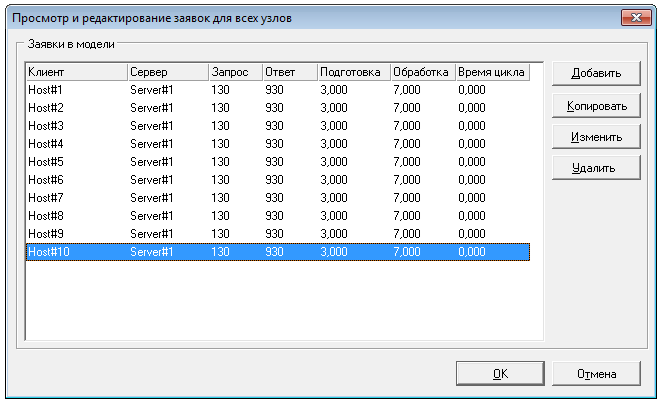 Просмотр и редактирование заявок для всех узлов
Заявки в модели
Клиент Сервер Запрос Ответ Подготовка Обработка Время цикла
Host#1 Server#1 130 930 3,000 7,000 0,000
Host#2 Server#1 130 930 3,000 7,000 0,000
Host#3 Server#1 130 930 3,000 7,000 0,000
Host#4 Server#1 130 930 3,000 7,000 0,000
Host#5 Server#1 130 930 3,000 7,000 0,000
Host#6 Server#1 130 930 3,000 7,000 0,000
Host#7 Server#1 130 930 3,000 7,000 0,000
Host#8 Server#1 130 930 3,000 7,000 0,000
Host#9 Server#1 130 930 3,000 7,000 0,000
Host#10 Server#1 130 930 3,000 7,000 0,000
Добавить
Копировать
Изменить
Удалить
OK Отмена